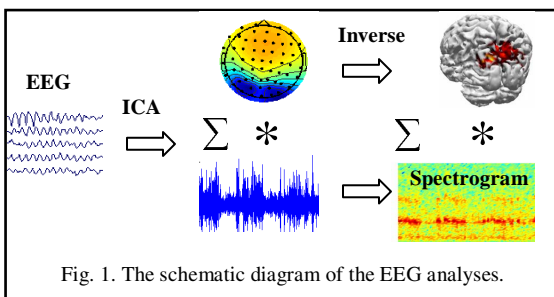 Inverse
EEG
ICA
∑ *
∑ *
Spectrogram
Fig. 1. The schematic diagram of the EEG analyses.